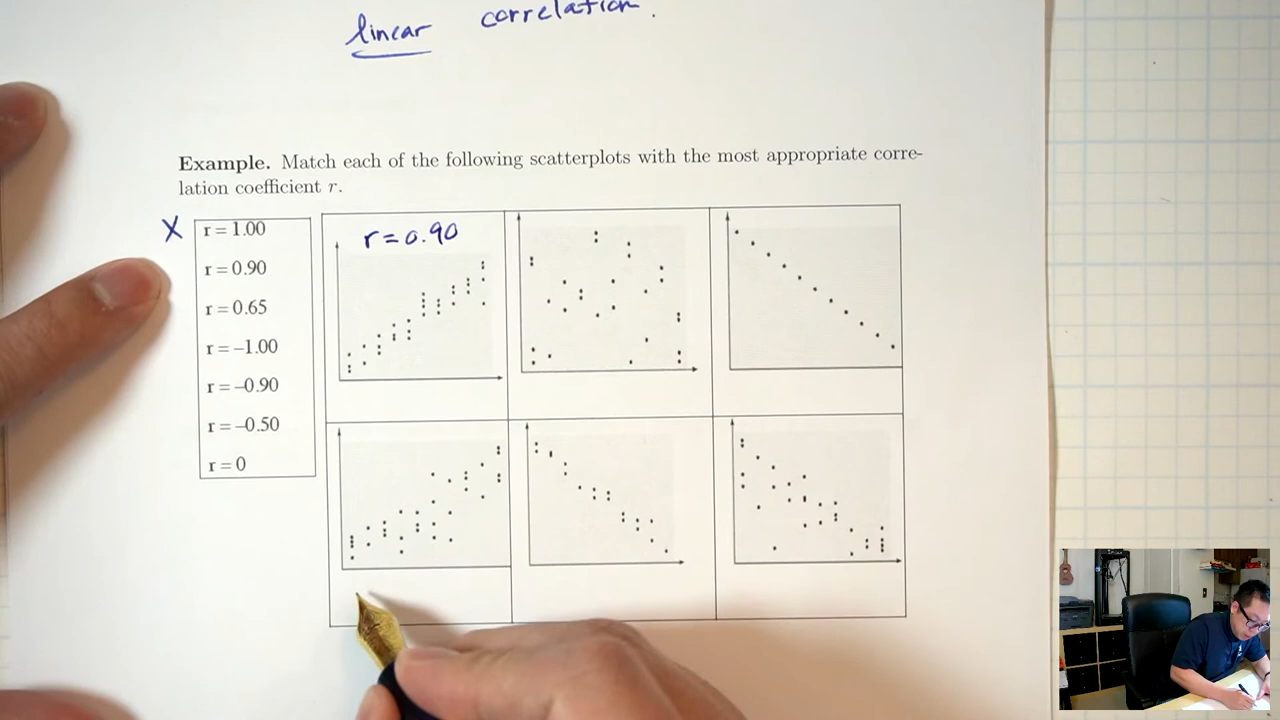 linear correlation.
Example. Match each of the following scatterplots with the most appropriate corre-
lation coefficient r.
X r = 1.00
r = 0.90
r = 0.65
r = –1.00
r = –0.90
r = –0.50
r = 0
r = 0.90